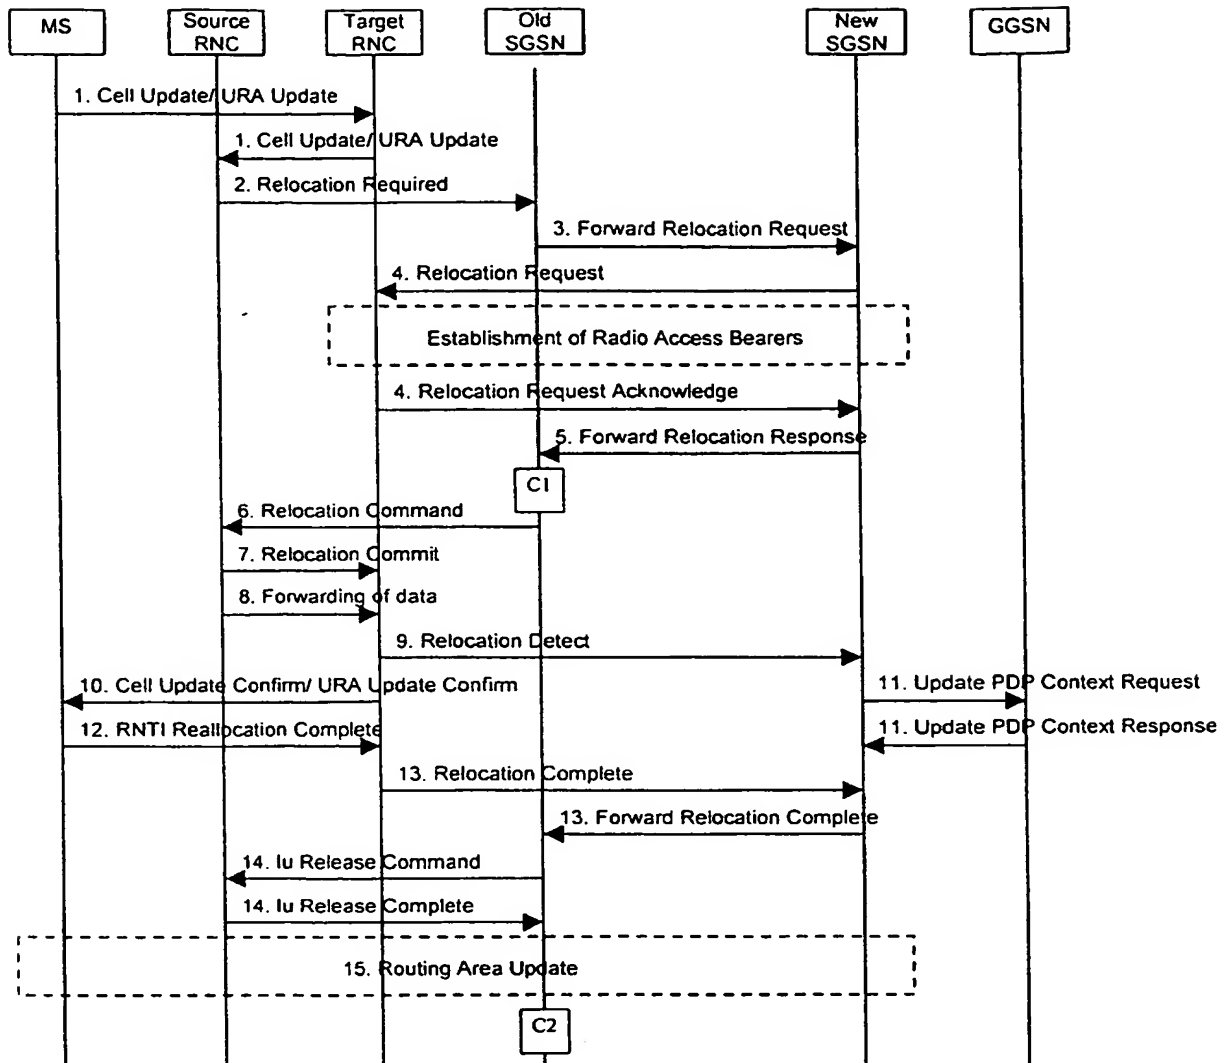 MS
Source
RNC
Target
RNC
Old
SGSN
New
SGSN
GGSN
1. Cell Update/ URA Update
1. Cell Update/ URA Update
2. Relocation Required
3. Forward Relocation Request
4. Relocation Request
Establishment of Radio Access Bearers
4. Relocation Request Acknowledge
5. Forward Relocation Response
C1
6. Relocation Command
7. Relocation Commit
8. Forwarding of data
9. Relocation Detect
10. Cell Update Confirm/ URA Update Confirm
11. Update PDP Context Request
12. RNTI Reallocation Complete
11. Update PDP Context Response
13. Relocation Complete
13. Forward Relocation Complete
14. Iu Release Command
14. Iu Release Complete
15. Routing Area Update
C2